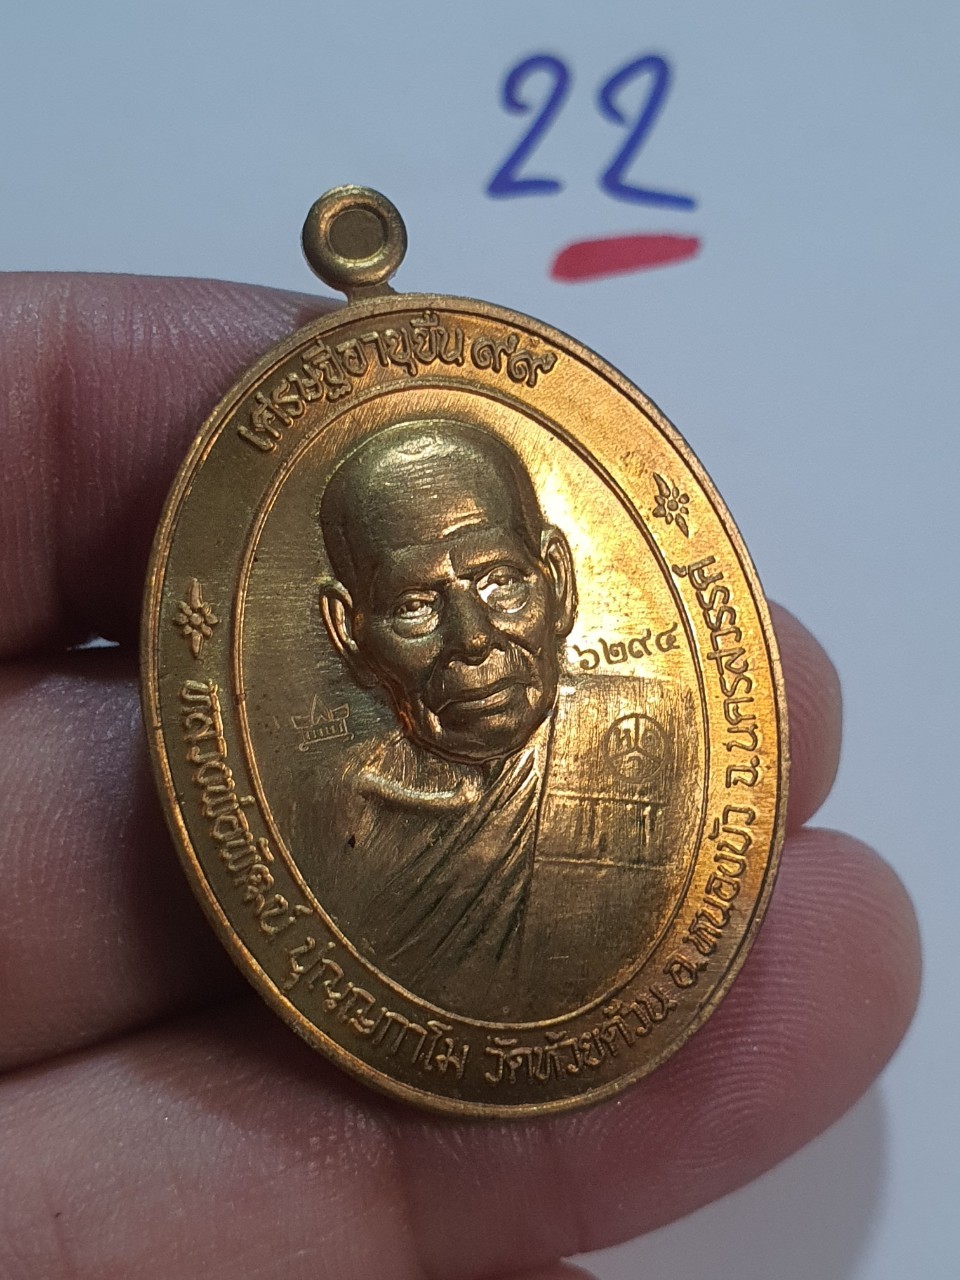 22
เศรษฐีอายุยืน ๙๙
๖๒๙๔
หลวงพ่อพัฒน์ ปุญญกาโม วัดห้วยด้วน อ.หนองบัว จ.นครสวรรค์